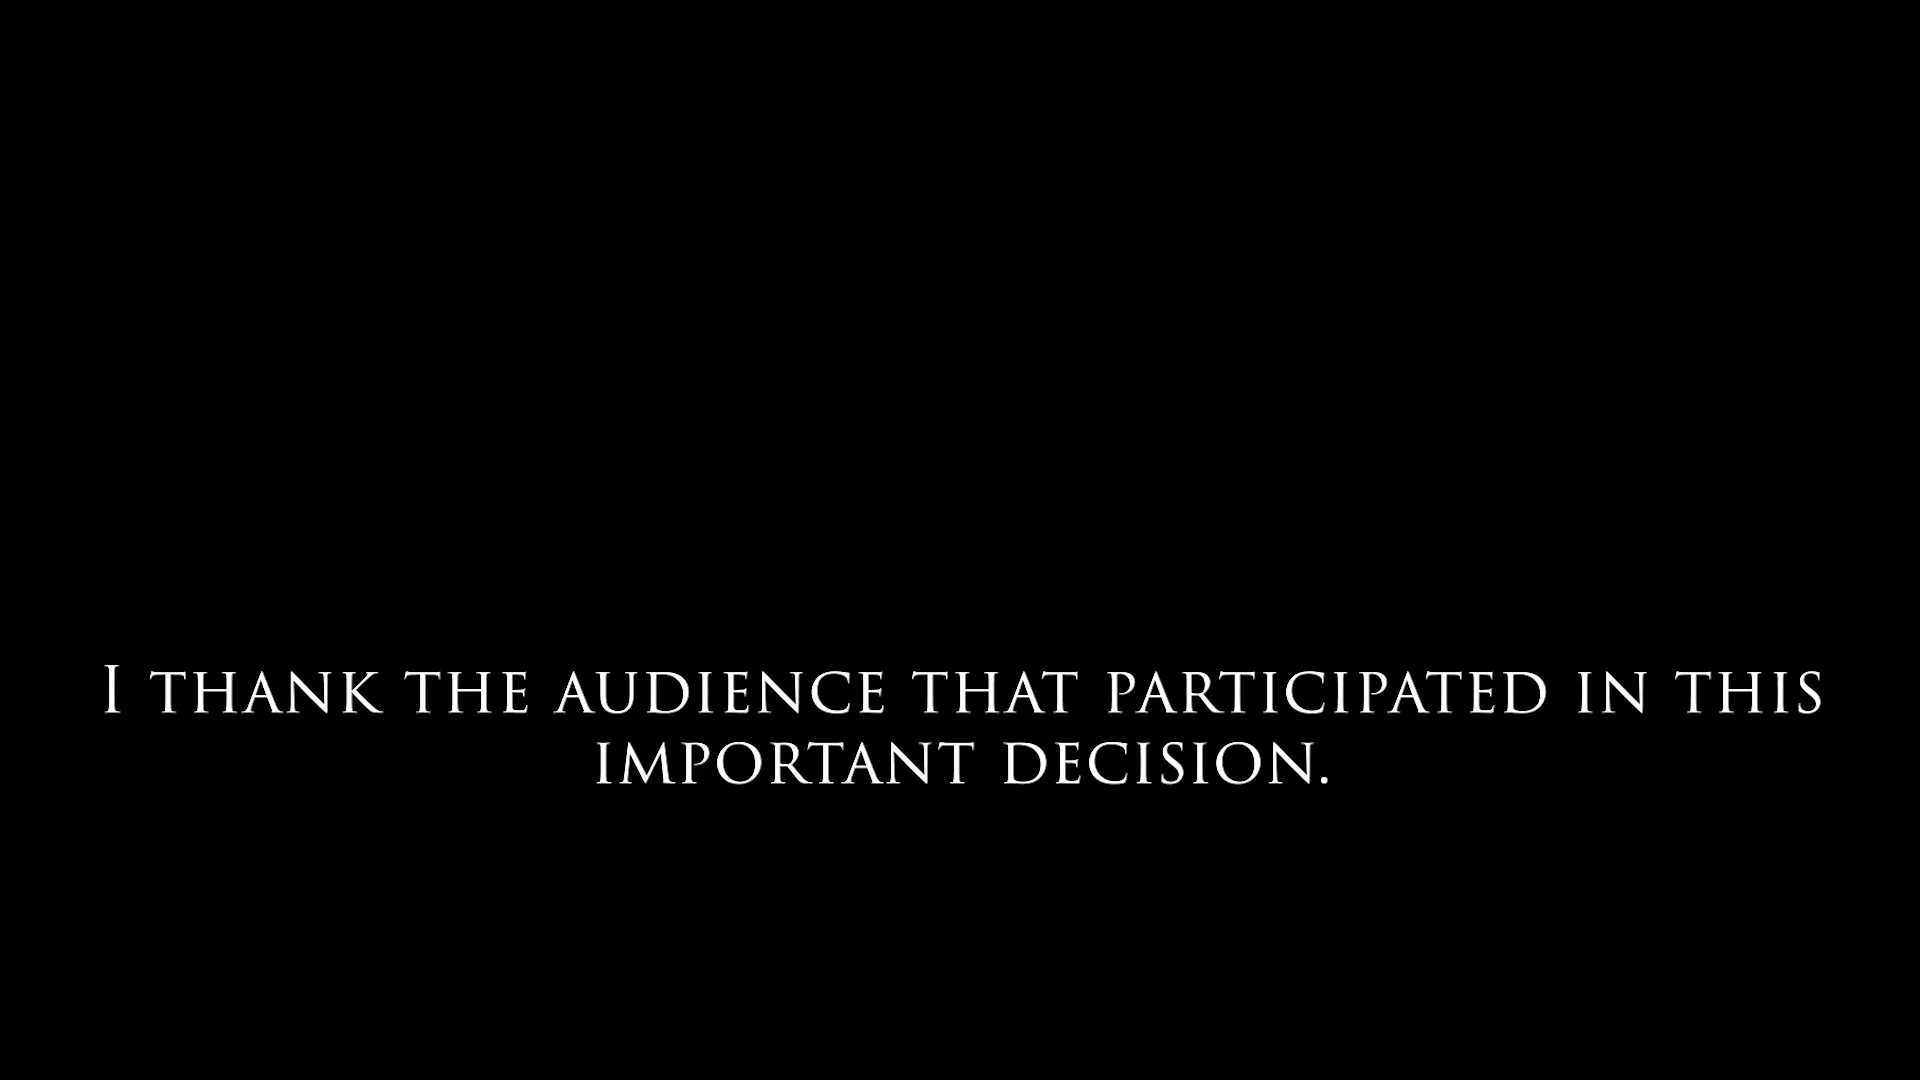 I THANK THE AUDIENCE THAT PARTICIPATED IN THIS
IMPORTANT DECISION.